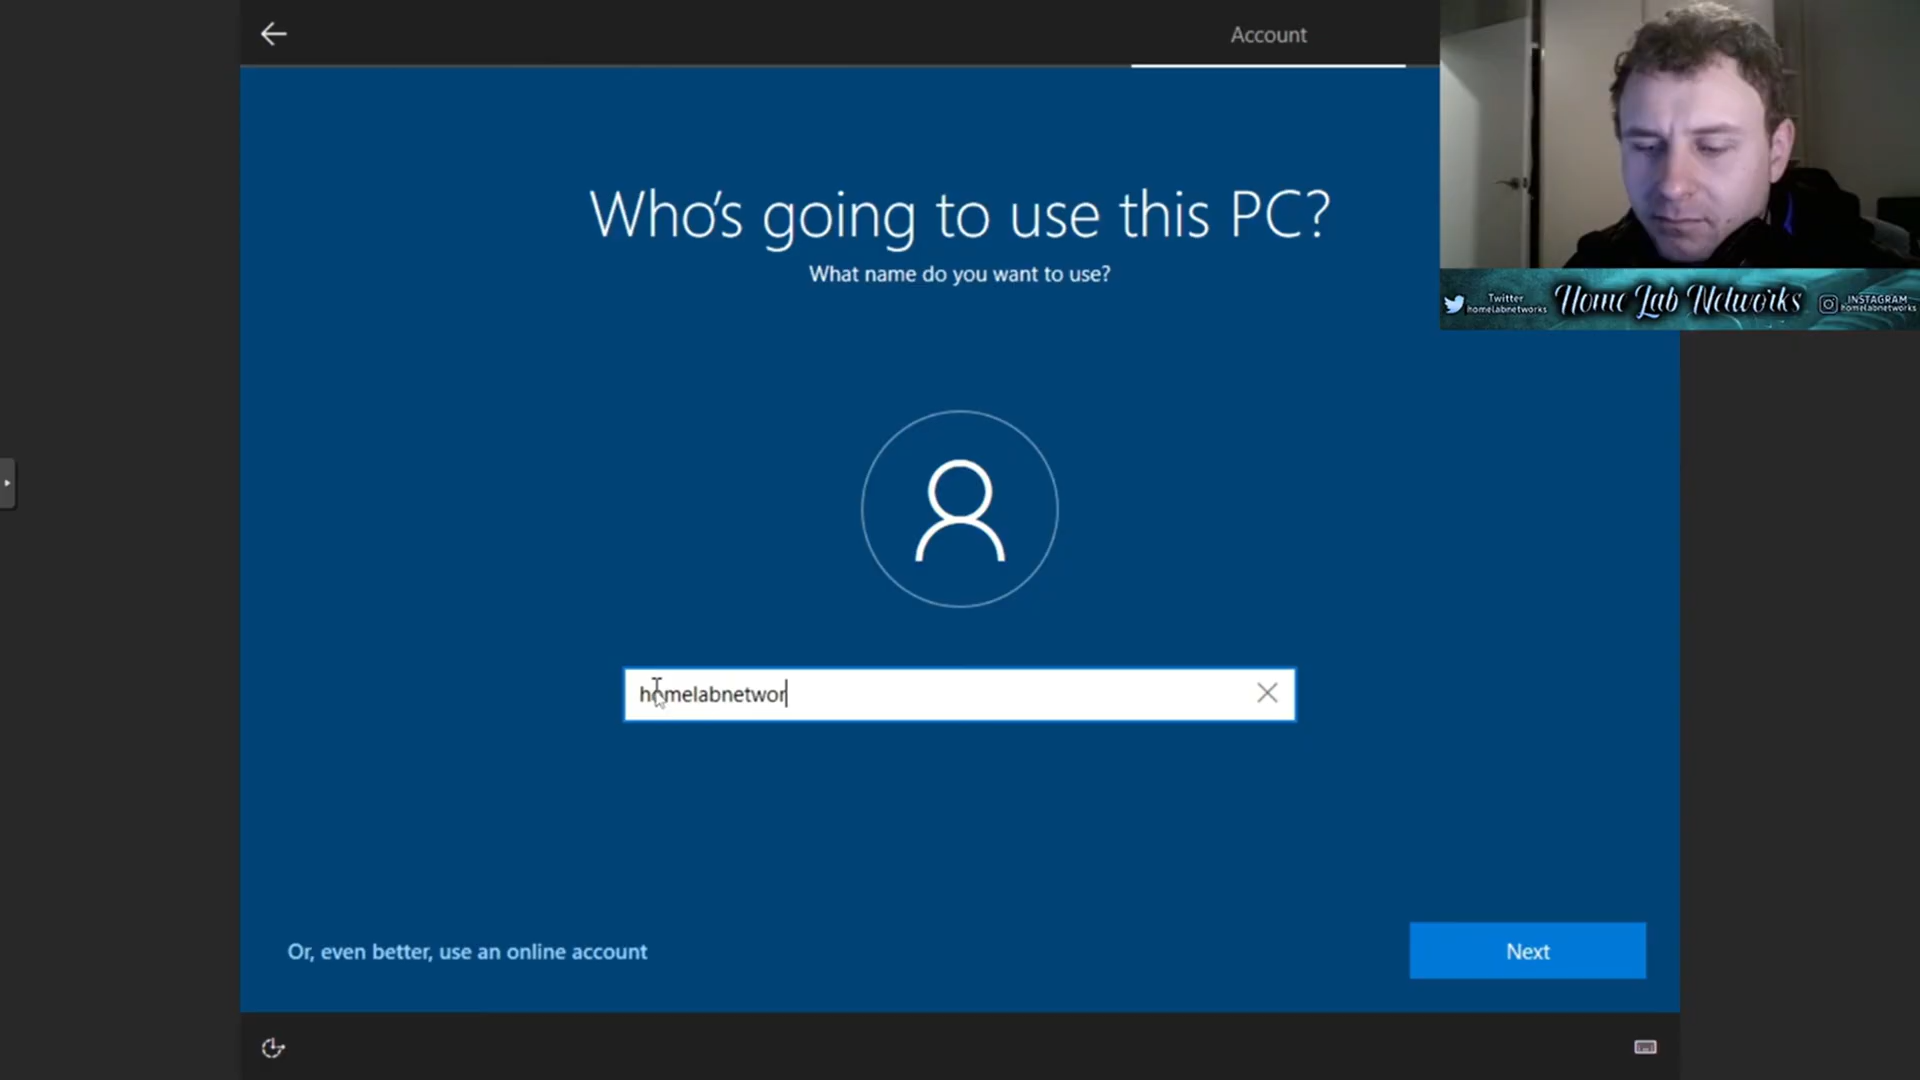 Account
Who's going to use this PC?
What name do you want to use?
Twitter
homelabnetworks
Home Lab Networks
INSTAGRAM
homelabnetworks
homelabnetwor
Or, even better, use an online account
Next